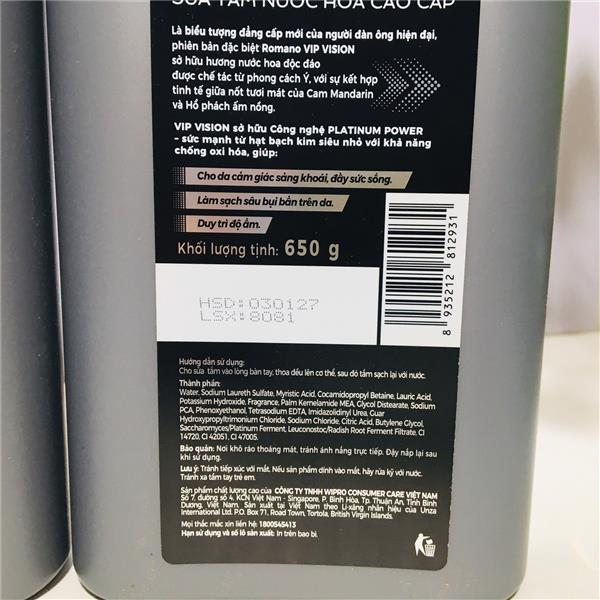 SỮA TẮM NƯỚC HOA CAO CẤP
Là biểu tượng đẳng cấp mới của người đàn ông hiện đại,
phiên bản đặc biệt Romano VIP VISION
sở hữu hương nước hoa độc đáo
được chế tác từ phong cách Ý, với sự kết hợp
tinh tế giữa nốt tươi mát của Cam Mandarin
và Hổ phách ấm nồng.
VIP VISION sở hữu Công nghệ PLATINUM POWER
- sức mạnh từ hạt bạch kim siêu nhỏ với khả năng
chống oxi hóa, giúp:
Cho da cảm giác sảng khoái, đầy sức sống.
Làm sạch sâu bụi bẩn trên da.
Duy trì độ ẩm.
Khối lượng tịnh: 650 g
8 935212 812931
HSD:030127
LSX:8081
Hướng dẫn sử dụng:
Cho sữa tắm vào lòng bàn tay, thoa đều lên cơ thể, sau đó tắm sạch lại với nước.
Thành phần:
Water, Sodium Laureth Sulfate, Myristic Acid, Cocamidopropyl Betaine, Lauric Acid,
Potassium Hydroxide, Fragrance, Palm Kernelamide MEA, Glycol Distearate, Sodium
PCA, Phenoxyethanol, Tetrasodium EDTA, Imidazolidinyl Urea, Guar
Hydroxypropyltrimonium Chloride, Sodium Chloride, Citric Acid, Butylene Glycol,
Saccharomyces/Platinum Ferment, Leuconostoc/Radish Root Ferment Filtrate, CI
14720, CI 42051, CI 47005.
Bảo quản: Nơi khô ráo thoáng mát, tránh ánh nắng trực tiếp. Đậy nắp lại sau
khi sử dụng.
Lưu ý: Tránh tiếp xúc với mắt. Nếu sản phẩm dính vào mắt, hãy rửa kỹ với nước.
Tránh xa tầm tay trẻ em.
Sản phẩm chất lượng cao của CÔNG TY TNHH WIPRO CONSUMER CARE VIỆT NAM
Số 7, đường số 4, KCN Việt Nam - Singapore, P. Bình Hòa, Tp. Thuận An, Tỉnh Bình
Dương, Việt Nam. Sản xuất tại Việt Nam theo Li-xăng nhãn hiệu của Unza
International Ltd. P.O. Box 71, Road Town, Tortola, British Virgin Islands.
Mọi thắc mắc xin liên hệ: 1800545413
Hạn sử dụng và số lô sản xuất: In trên bao bì.